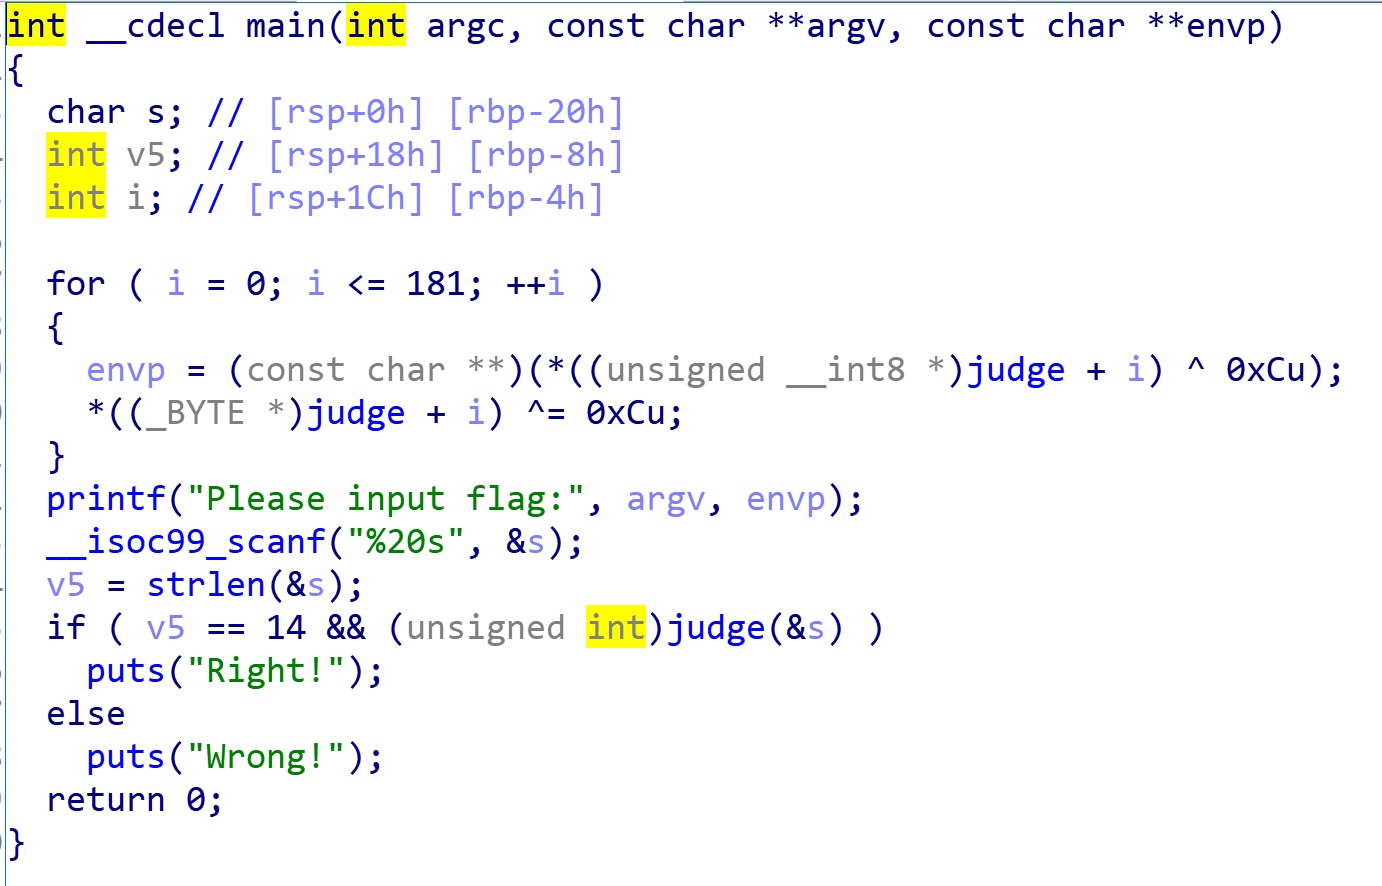 int __cdecl main(int argc, const char **argv, const char **envp)
{
  char s; // [rsp+0h] [rbp-20h]
  int v5; // [rsp+18h] [rbp-8h]
  int i; // [rsp+1Ch] [rbp-4h]

  for ( i = 0; i <= 181; ++i )
  {
    envp = (const char **)(*((unsigned __int8 *)judge + i) ^ 0xCu);
    *((_BYTE *)judge + i) ^= 0xCu;
  }
  printf("Please input flag:", argv, envp);
  __isoc99_scanf("%20s", &s);
  v5 = strlen(&s);
  if ( v5 == 14 && (unsigned int)judge(&s) )
    puts("Right!");
  else
    puts("Wrong!");
  return 0;
}